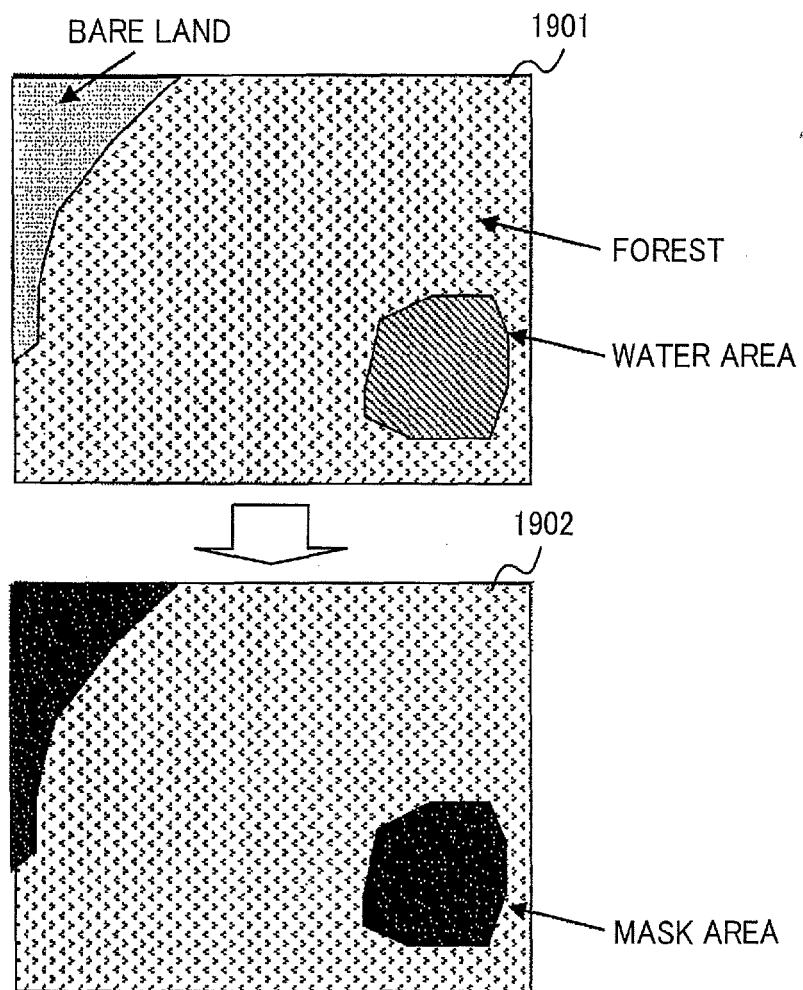 BARE LAND
1901
FOREST
WATER AREA
1902
MASK AREA